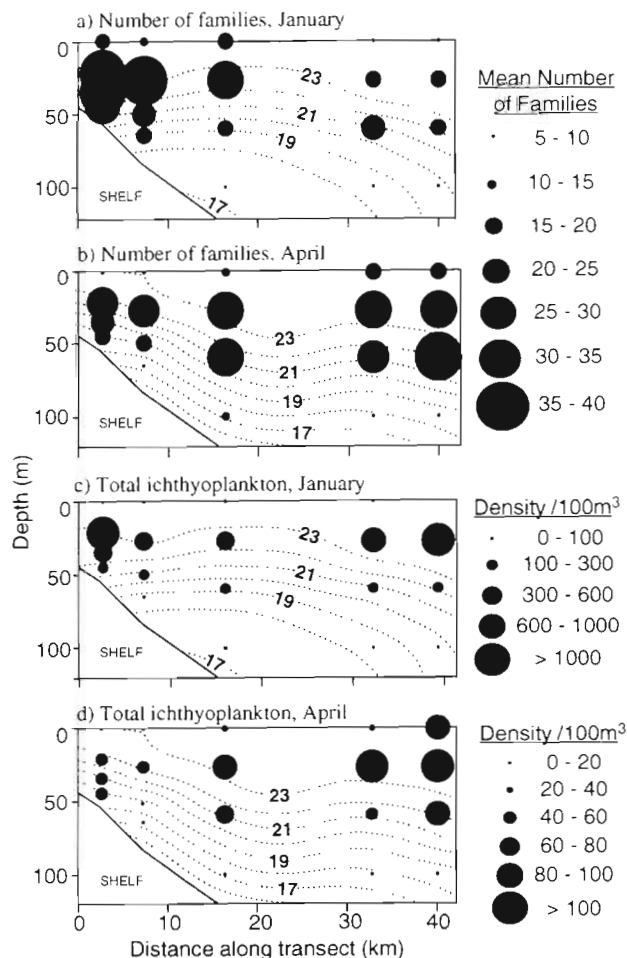 a) Number of families, January
0
50
100
23
21
19
17
SHELF
b) Number of families, April
0
50
100
23
21
19
17
SHELF
c) Total ichthyoplankton, January
0
50
100
23
21
19
17
SHELF
d) Total ichthyoplankton, April
0
50
100
23
21
19
17
SHELF
0 10 20 30 40
Distance along transect (km)
Depth (m)
Mean Number
of Families
5 - 10
10 - 15
15 - 20
20 - 25
25 - 30
30 - 35
35 - 40
Density /100m³
0 - 100
100 - 300
300 - 600
600 - 1000
> 1000
Density /100m³
0 - 20
20 - 40
40 - 60
60 - 80
80 - 100
> 100